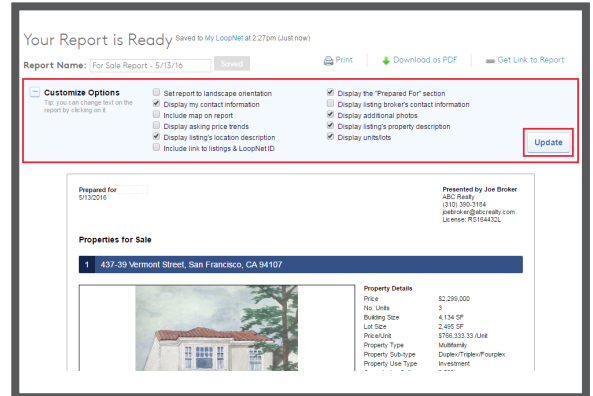 Your Report is Ready Saved to My LoopNet at 2:27pm (Just now)
Report Name: For Sale Report - 5/13/16 Saved Print Download as PDF Get Link to Report
Customize Options
Tip: you can change text on the
report by clicking on it
Set report to landscape orientation
Display my contact information
Include map on report
Display asking price trends
Display listing's location description
Include link to listings & LoopNet ID
Display the "Prepared For" section
Display listing broker's contact information
Display additional photos
Display listing's property description
Display units/lots
Update
Prepared for
5/13/2016
Presented by Joe Broker
ABC Realty
(310) 390-3184
joebroker@abcrealty.com
License: RS164432L
Properties for Sale
1 437-39 Vermont Street, San Francisco, CA 94107
Property Details
Price $2,299,000
No. Units 3
Building Size 4,134 SF
Lot Size 2,495 SF
Price/Unit $766,333.33 /Unit
Property Type Multifamily
Property Sub-type Duplex/Triplex/Fourplex
Property Use Type Investment